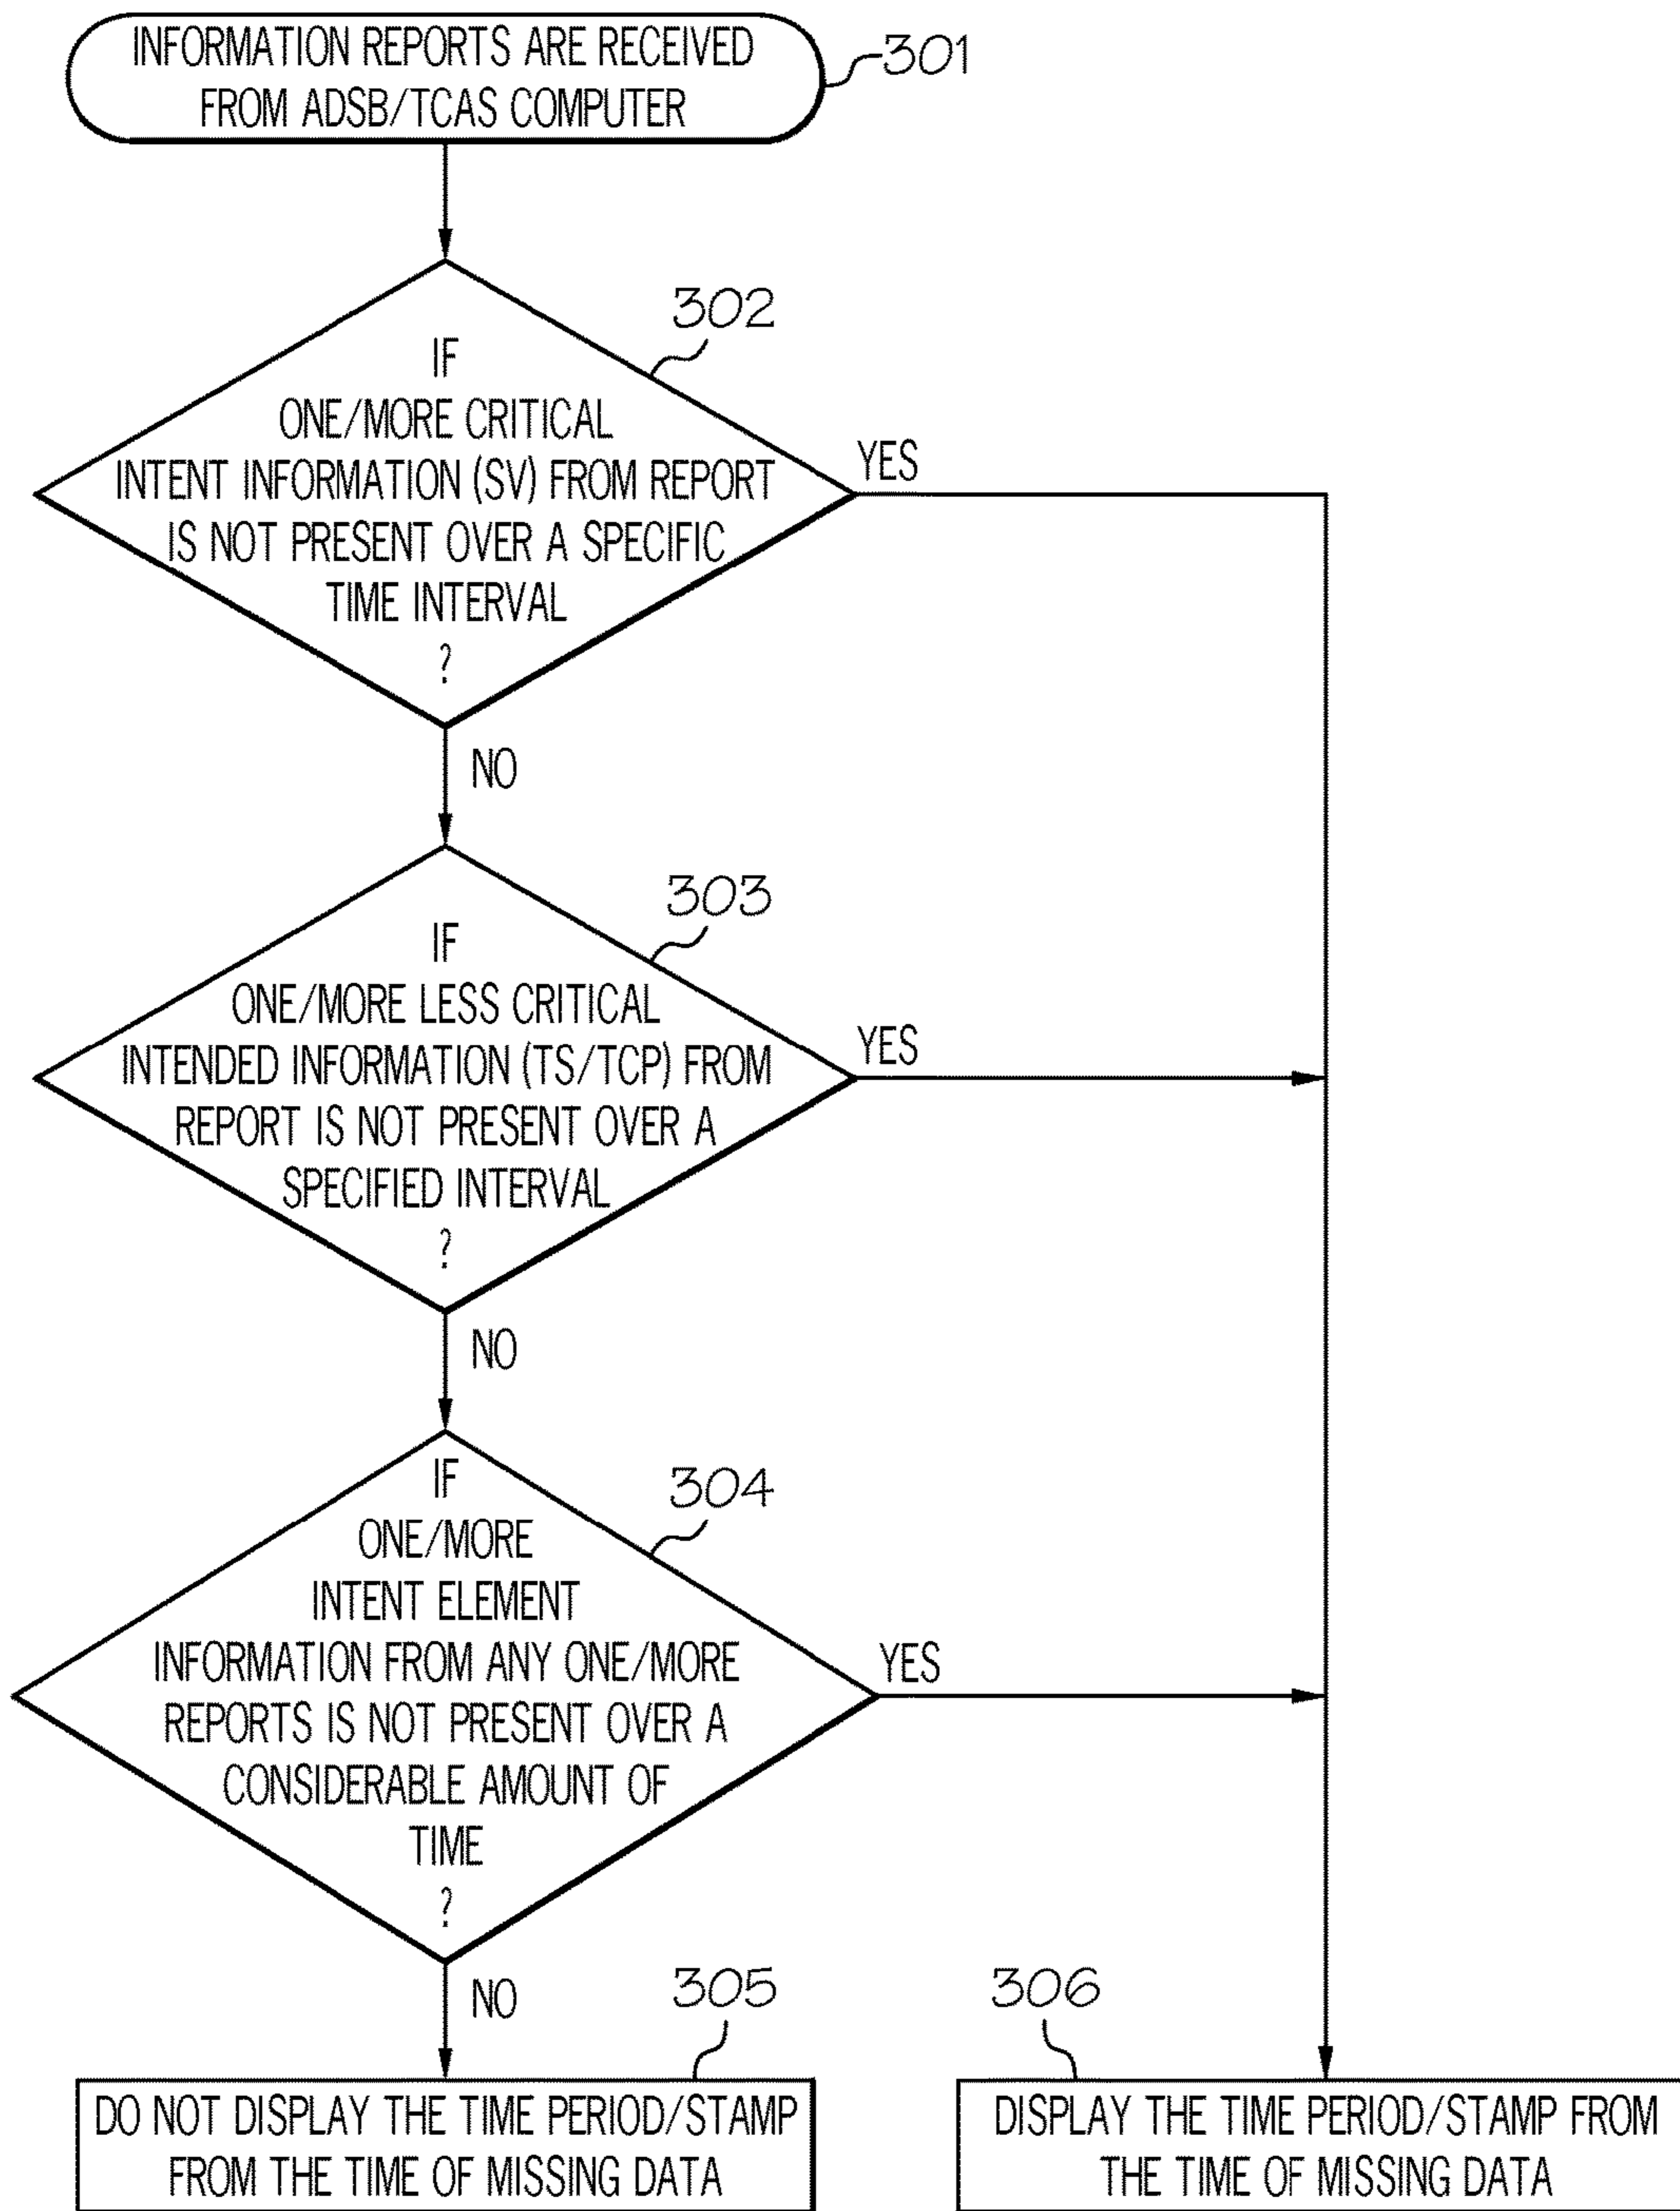 INFORMATION REPORTS ARE RECEIVED
FROM ADSB/TCAS COMPUTER
301
302
IF
ONE/MORE CRITICAL
INTENT INFORMATION (SV) FROM REPORT
IS NOT PRESENT OVER A SPECIFIC
TIME INTERVAL
?
YES
NO
303
IF
ONE/MORE LESS CRITICAL
INTENDED INFORMATION (TS/TCP) FROM
REPORT IS NOT PRESENT OVER A
SPECIFIED INTERVAL
?
YES
NO
304
IF
ONE/MORE
INTENT ELEMENT
INFORMATION FROM ANY ONE/MORE
REPORTS IS NOT PRESENT OVER A
CONSIDERABLE AMOUNT OF
TIME
?
YES
NO
305
DO NOT DISPLAY THE TIME PERIOD/STAMP
FROM THE TIME OF MISSING DATA
306
DISPLAY THE TIME PERIOD/STAMP FROM
THE TIME OF MISSING DATA